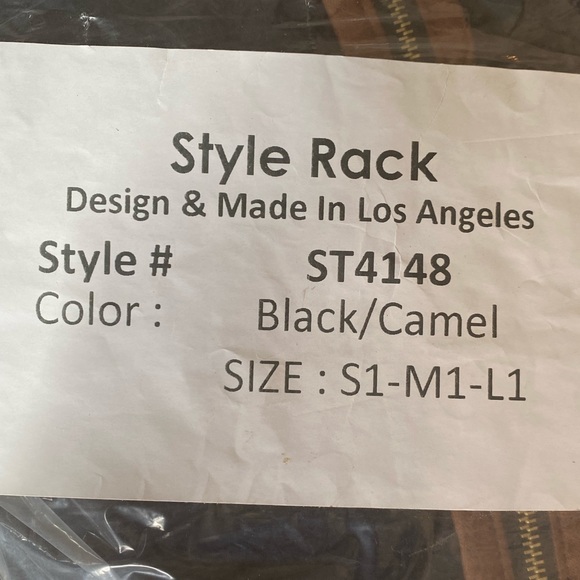 Style Rack
Design & Made In Los Angeles
Style # ST4148
Color : Black/Camel
SIZE : S1-M1-L1